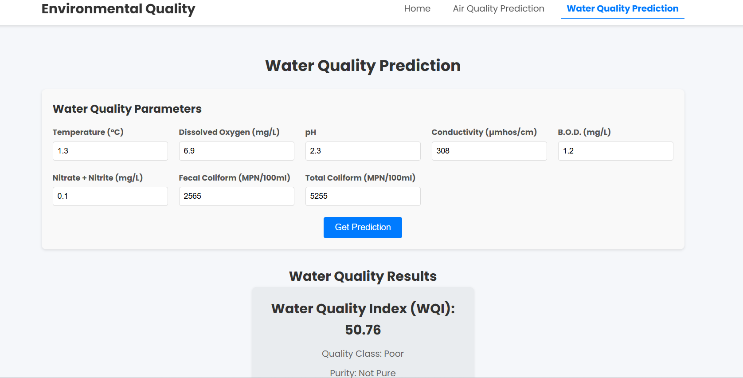 Environmental Quality
Home Air Quality Prediction Water Quality Prediction
Water Quality Prediction
Water Quality Parameters
Temperature (°C) Dissolved Oxygen (mg/L) pH Conductivity (µmhos/cm) B.O.D. (mg/L)
1.3 6.9 2.3 308 1.2
Nitrate + Nitrite (mg/L) Fecal Coliform (MPN/100ml) Total Coliform (MPN/100ml)
0.1 2565 5255
Get Prediction
Water Quality Results
Water Quality Index (WQI):
50.76
Quality Class: Poor
Purity: Not Pure